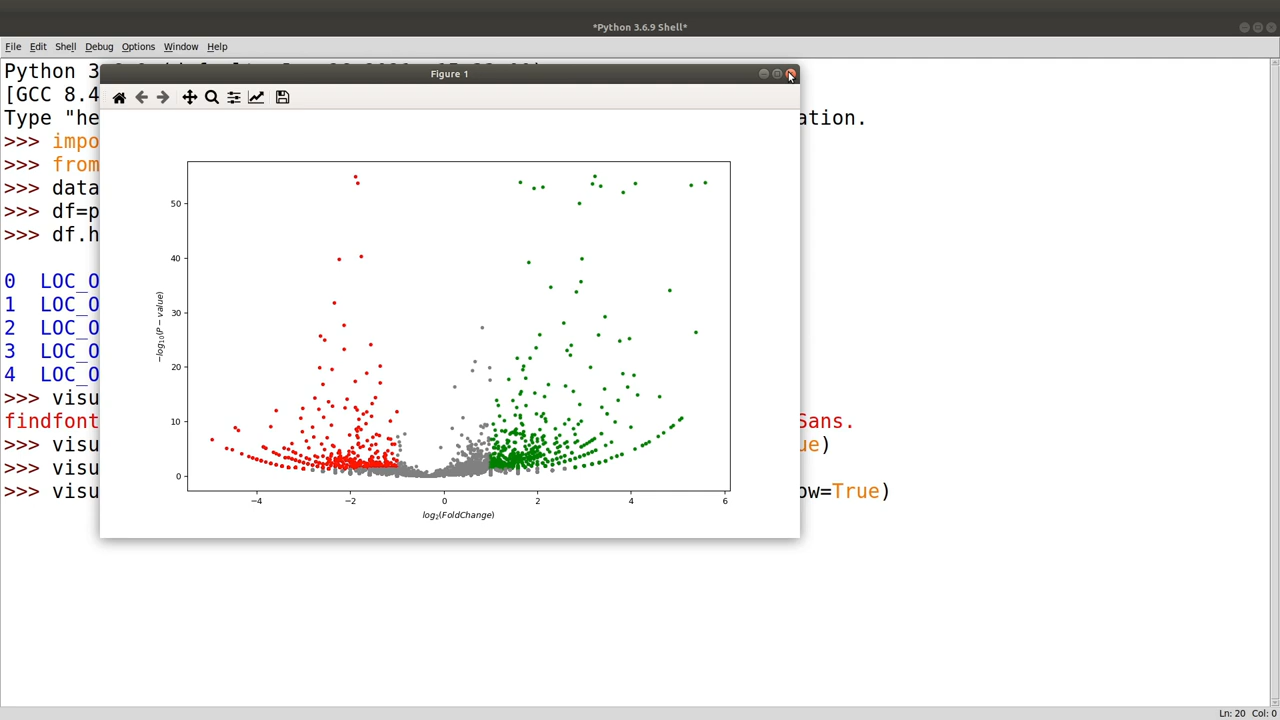 *Python 3.6.9 Shell*
File Edit Shell Debug Options Window Help
Python 3
[GCC 8.4
Type "he ation.
>>> impo
>>> from
>>> data
>>> df=p
>>> df.h
0 LOC_O
1 LOC_O
2 LOC_O
3 LOC_O
4 LOC_O
>>> visu
findfont Sans.
>>> visu ue)
>>> visu
>>> visu ow=True)
Figure 1
50
40
30
20
10
0
−log₁₀(P − value)
−4 −2 0 2 4 6
log₂(FoldChange)
Ln: 20 Col: 0